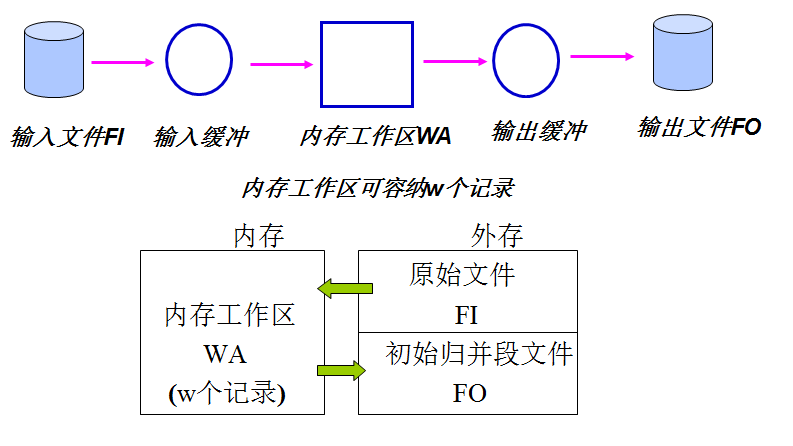 输入文件FI 输入缓冲 内存工作区WA 输出缓冲 输出文件FO
内存工作区可容纳w个记录
内存 外存
原始文件
FI
内存工作区
WA
(w个记录)
初始归并段文件
FO